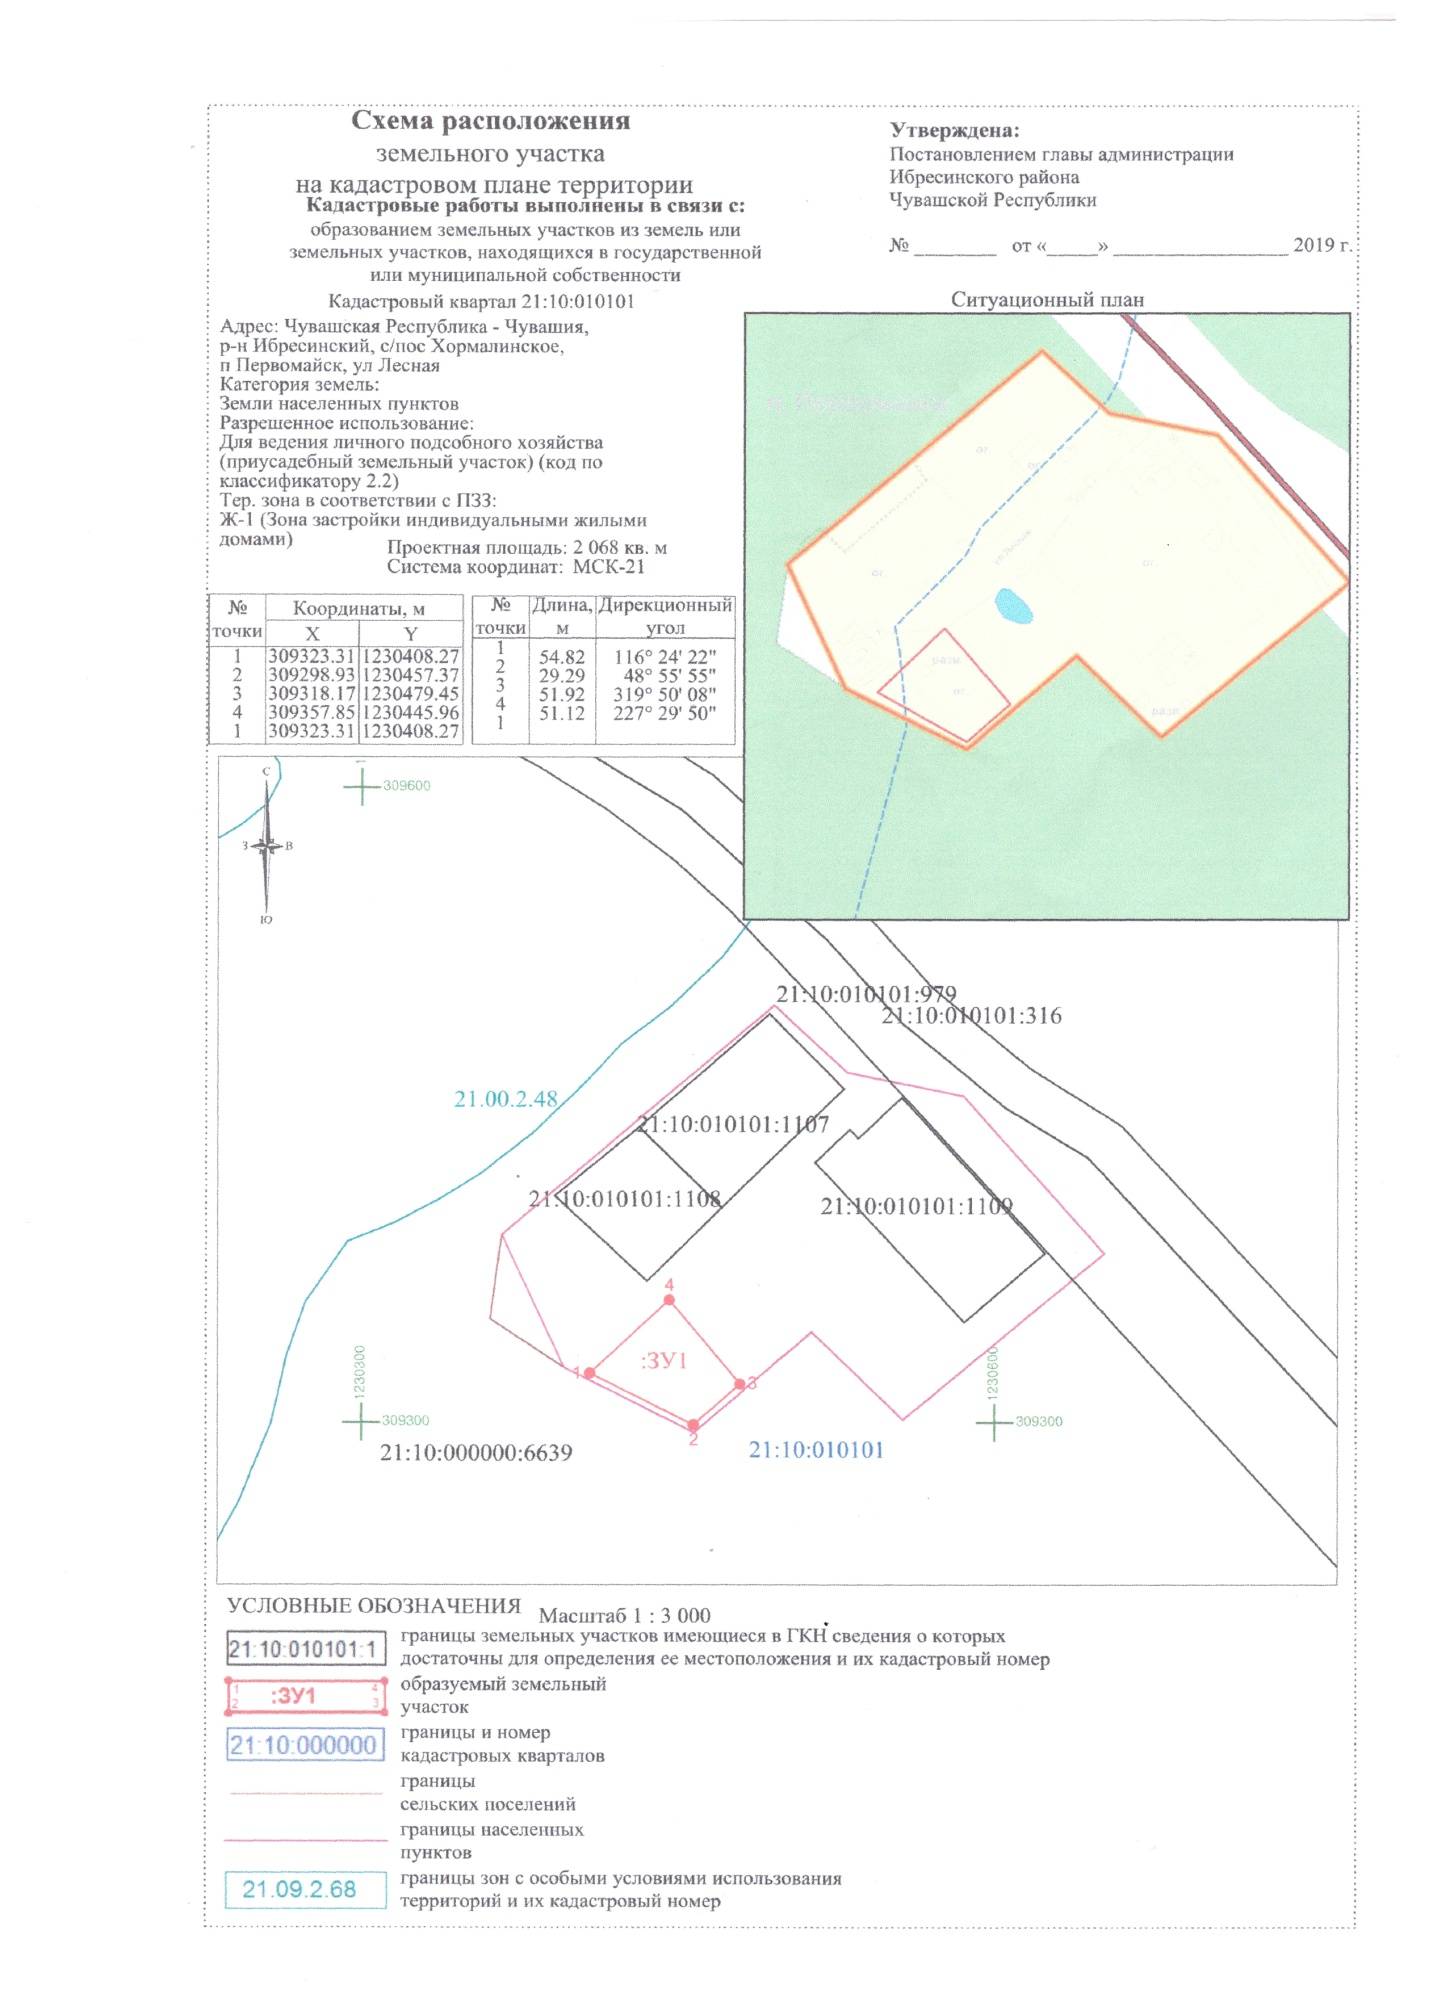 Схема расположения
земельного участка
на кадастровом плане территории
Кадастровые работы выполнены в связи с:
образованием земельных участков из земель или
земельных участков, находящихся в государственной
или муниципальной собственности
Кадастровый квартал 21:10:010101
Утверждена:
Постановлением главы администрации
Ибресинского района
Чувашской Республики
№ ________ от «_____» _________________ 2019 г.
Адрес: Чувашская Республика - Чувашия,
р-н Ибресинский, с/пос Хормалинское,
п Первомайск, ул Лесная
Категория земель:
Земли населенных пунктов
Разрешенное использование:
Для ведения личного подсобного хозяйства
(приусадебный земельный участок) (код по
классификатору 2.2)
Тер. зона в соответствии с ПЗЗ:
Ж-1 (Зона застройки индивидуальными жилыми
домами)
Проектная площадь: 2 068 кв. м
Система координат: МСК-21
Ситуационный план
ог.
ог.
ог.
ог.
разв.
ог.
разв.
№ точки Координаты, м
X Y
1 309323.31 1230408.27
2 309298.93 1230457.37
3 309318.17 1230479.45
4 309357.85 1230445.96
1 309323.31 1230408.27
№ точки Длина, м Дирекционный угол
1
54.82 116° 24' 22"
2
29.29 48° 55' 55"
3
51.92 319° 50' 08"
4
51.12 227° 29' 50"
1
С
З В
Ю
309600
21:10:010101:979
21:10:010101:316
21.00.2.48
21:10:010101:1107
21:10:010101:1108
21:10:010101:1109
4
:ЗУ1
1
3
2
1230300
309300
1230600
309300
21:10:000000:6639
21:10:010101
УСЛОВНЫЕ ОБОЗНАЧЕНИЯ
Масштаб 1 : 3 000
21:10:010101:1
границы земельных участков имеющиеся в ГКН сведения о которых
достаточны для определения ее местоположения и их кадастровый номер
1 :ЗУ1 4
2 3
образуемый земельный
участок
21:10:000000
границы и номер
кадастровых кварталов
границы
сельских поселений
границы населенных
пунктов
21.09.2.68
границы зон с особыми условиями использования
территорий и их кадастровый номер